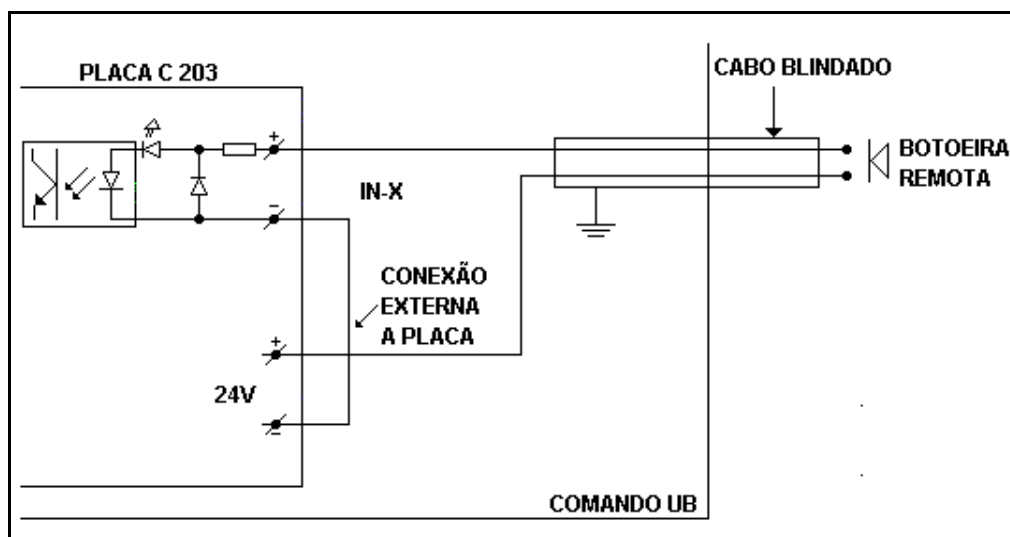 PLACA C 203
CABO BLINDADO
+
BOTOEIRA
REMOTA
IN-X
-
CONEXÃO
EXTERNA
A PLACA
+
24V
-
COMANDO UB